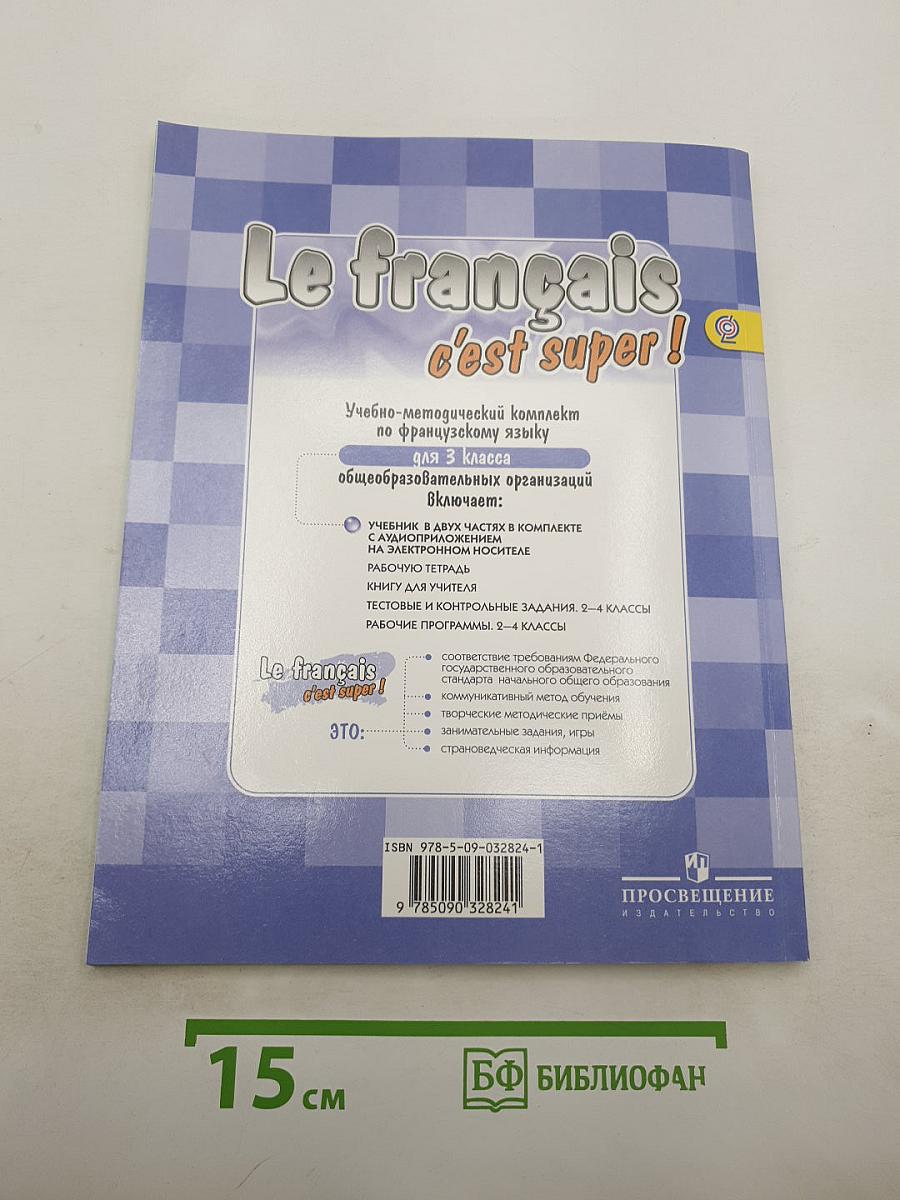 Le français
c'est super !
Учебно-методический комплект
по французскому языку
для 3 класса
общеобразовательных организаций
включает:
УЧЕБНИК В ДВУХ ЧАСТЯХ В КОМПЛЕКТЕ
С АУДИОПРИЛОЖЕНИЕМ
НА ЭЛЕКТРОННОМ НОСИТЕЛЕ
РАБОЧУЮ ТЕТРАДЬ
КНИГУ ДЛЯ УЧИТЕЛЯ
ТЕСТОВЫЕ И КОНТРОЛЬНЫЕ ЗАДАНИЯ. 2—4 КЛАССЫ
РАБОЧИЕ ПРОГРАММЫ. 2—4 КЛАССЫ
Le français
c'est super !
ЭТО:
соответствие требованиям Федерального
государственного образовательного
стандарта начального общего образования
коммуникативный метод обучения
творческие методические приёмы
занимательные задания, игры
страноведческая информация
ISBN 978-5-09-032824-1
9 785090 328241
ПРОСВЕЩЕНИЕ
ИЗДАТЕЛЬСТВО
15 см
БФ БИБЛИОФАН